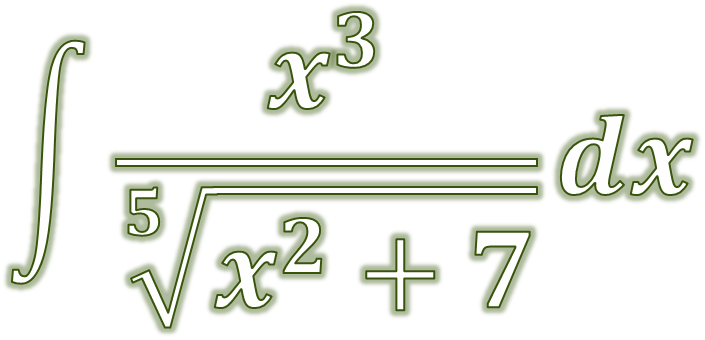 ∫ x³ / ⁵√(x² + 7) dx